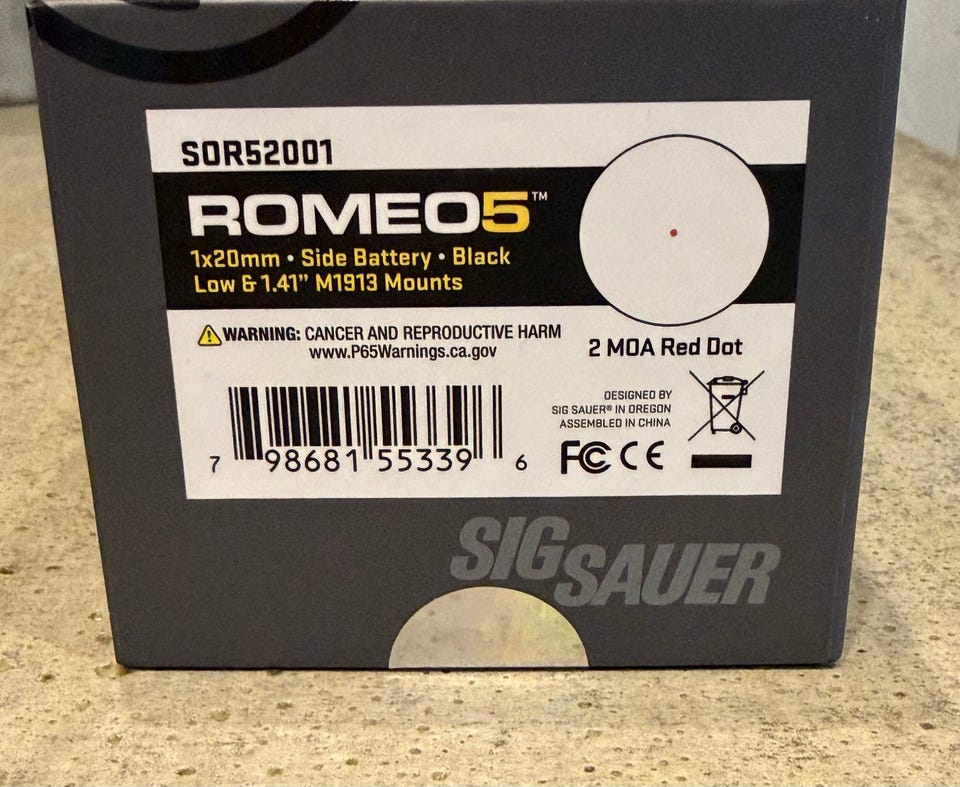 SOR52001
ROMEO5™
1x20mm • Side Battery • Black
Low & 1.41” M1913 Mounts
WARNING: CANCER AND REPRODUCTIVE HARM
www.P65Warnings.ca.gov
2 MOA Red Dot
DESIGNED BY
SIG SAUER® IN OREGON
ASSEMBLED IN CHINA
7 98681 55339 6
FCC CE
SIG SAUER